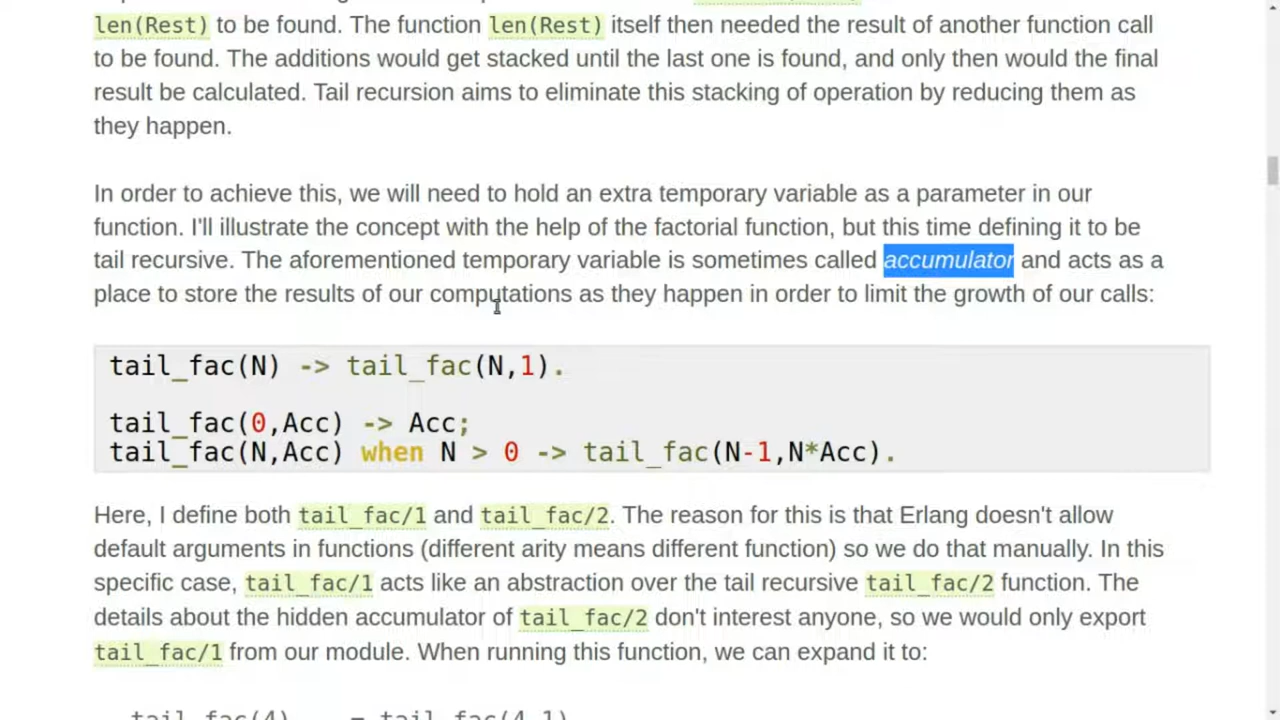 len(Rest) to be found. The function len(Rest) itself then needed the result of another function call
to be found. The additions would get stacked until the last one is found, and only then would the final
result be calculated. Tail recursion aims to eliminate this stacking of operation by reducing them as
they happen.
In order to achieve this, we will need to hold an extra temporary variable as a parameter in our
function. I'll illustrate the concept with the help of the factorial function, but this time defining it to be
tail recursive. The aforementioned temporary variable is sometimes called accumulator and acts as a
place to store the results of our computations as they happen in order to limit the growth of our calls:
tail_fac(N) -> tail_fac(N,1).
tail_fac(0,Acc) -> Acc;
tail_fac(N,Acc) when N > 0 -> tail_fac(N-1,N*Acc).
Here, I define both tail_fac/1 and tail_fac/2. The reason for this is that Erlang doesn't allow
default arguments in functions (different arity means different function) so we do that manually. In this
specific case, tail_fac/1 acts like an abstraction over the tail recursive tail_fac/2 function. The
details about the hidden accumulator of tail_fac/2 don't interest anyone, so we would only export
tail_fac/1 from our module. When running this function, we can expand it to:
tail_fac(4) = tail_fac(4,1)